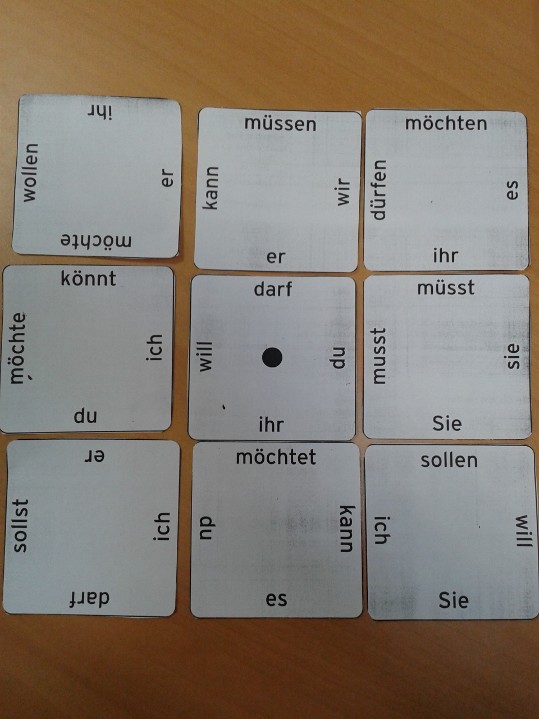 ihr
wollen
er
möchte
müssen
kann
wir
er
möchten
dürfen
es
ihr
könnt
möchte
ich
du
darf
will
du
ihr
müsst
musst
sie
Sie
er
sollst
ich
darf
möchtet
du
kann
es
sollen
ich
will
Sie